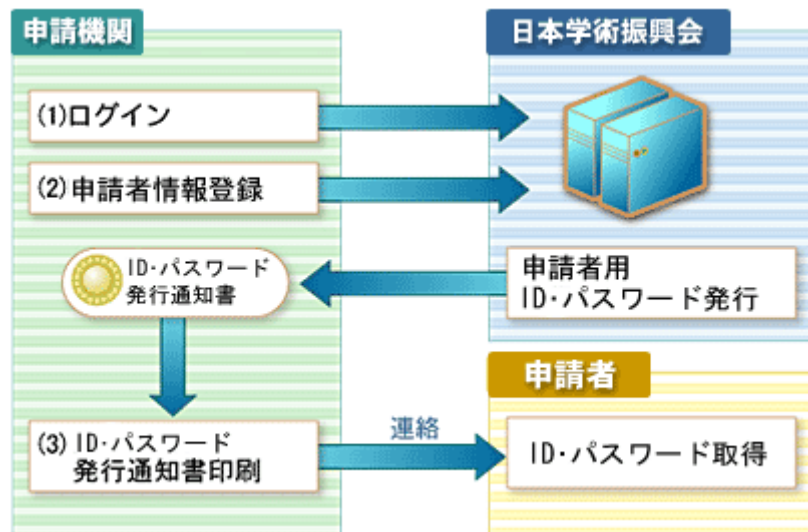 申請機関
日本学術振興会
(1)ログイン
(2)申請者情報登録
ID・パスワード
発行通知書
申請者用
ID・パスワード発行
申請者
(3)ID・パスワード
発行通知書印刷
連絡
ID・パスワード取得